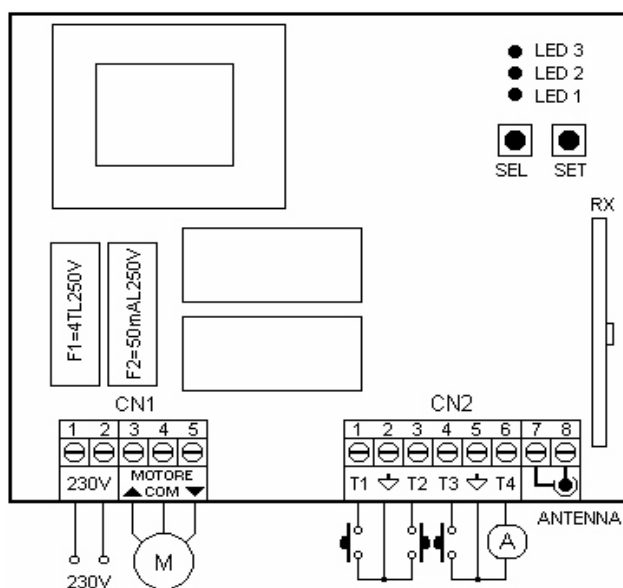 LED 3
LED 2
LED 1
SEL SET
RX
F1=4TL250V
F2=50mAL250V
CN1
1 2 3 4 5
230V
MOTORE
COM
CN2
1 2 3 4 5 6 7 8
T1 T2 T3 T4
ANTENNA
M
A
230V